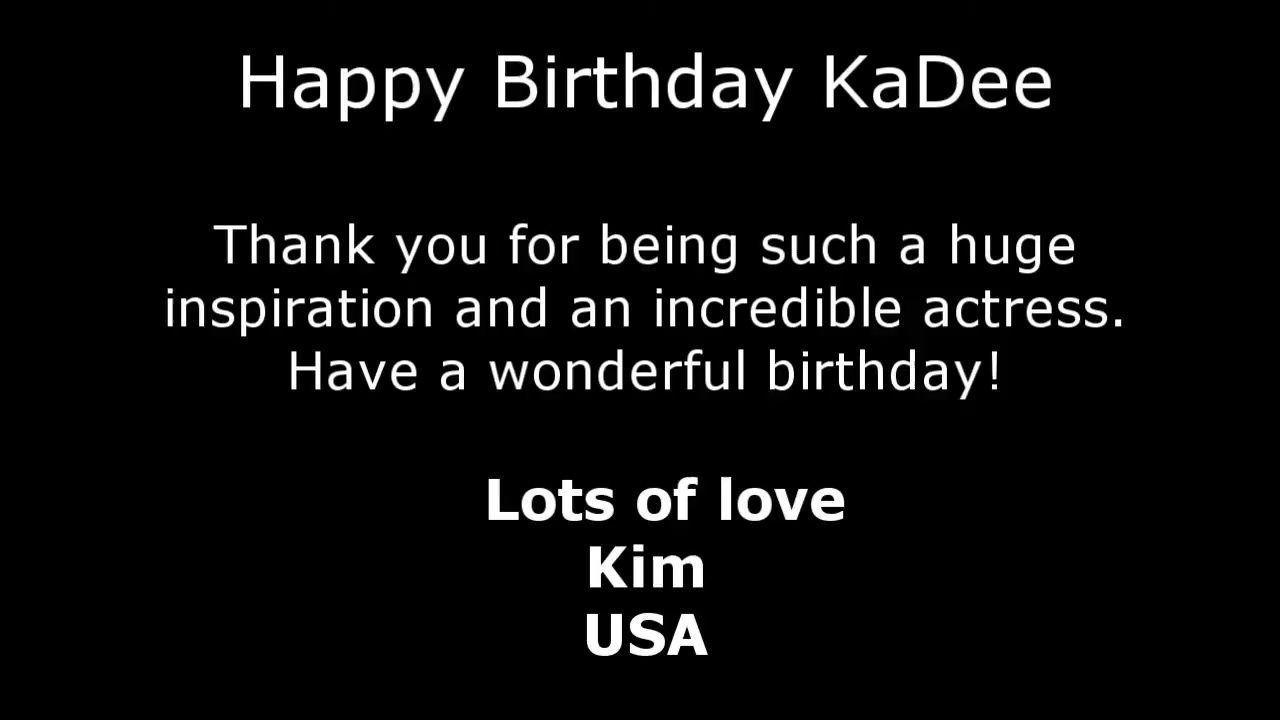 Happy Birthday KaDee
Thank you for being such a huge
inspiration and an incredible actress.
Have a wonderful birthday!
Lots of love
Kim
USA